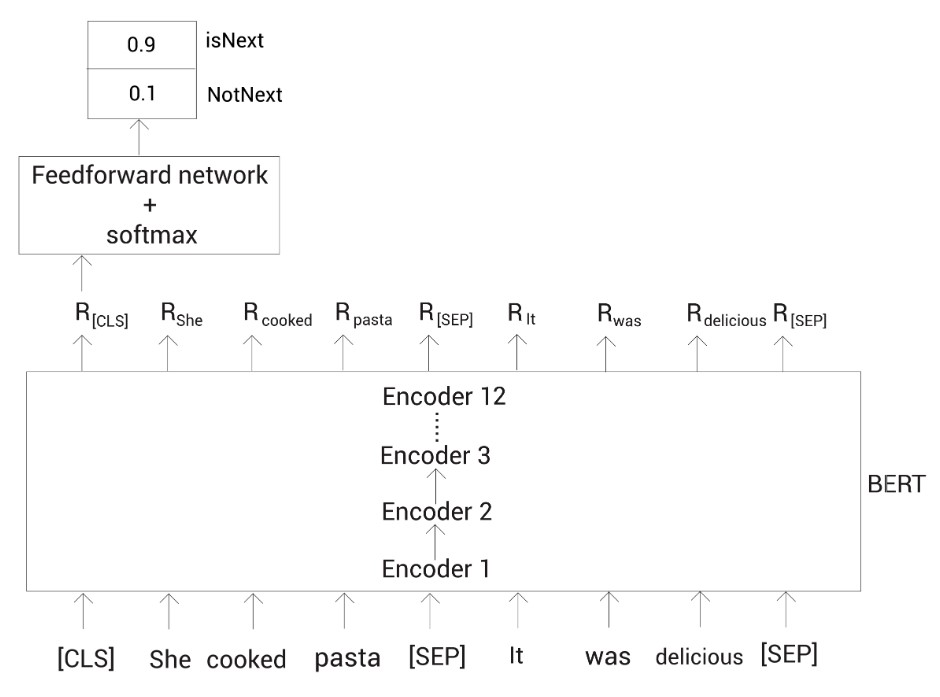 0.9 isNext
0.1 NotNext
Feedforward network
+
softmax
R[CLS] RShe Rcooked Rpasta R[SEP] RIt Rwas Rdelicious R[SEP]
Encoder 12
Encoder 3
BERT
Encoder 2
Encoder 1
[CLS] She cooked pasta [SEP] It was delicious [SEP]